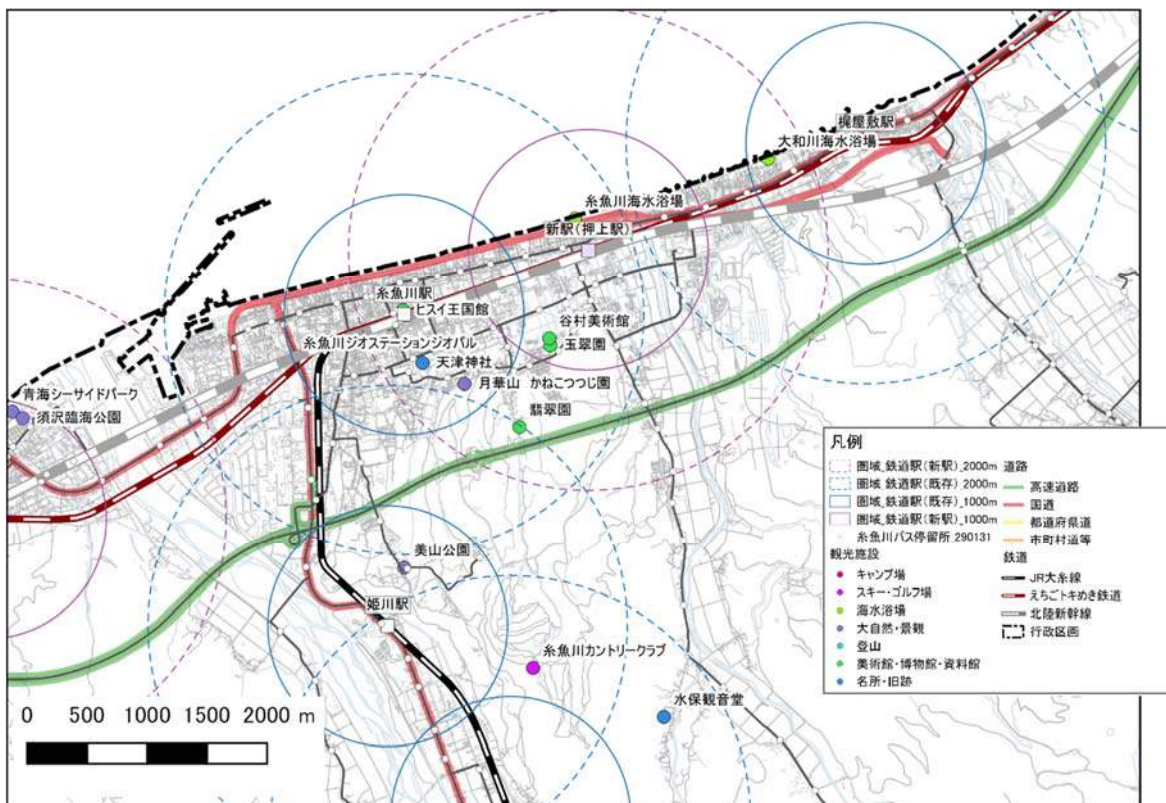 梶屋敷駅
大和川海水浴場
糸魚川海水浴場
新駅(押上駅)
糸魚川駅
ヒスイ王国館
谷村美術館
糸魚川ジオステーションジオパル
玉翠園
天津神社
月華山 かねこつつじ園
青海シーサイドパーク
須沢臨海公園
翡翠園
美山公園
姫川駅
糸魚川カントリークラブ
水保観音堂
0 500 1000 1500 2000 m
凡例
圏域_鉄道駅(新駅)_2000m
圏域_鉄道駅(既存)_2000m
圏域_鉄道駅(既存)_1000m
圏域_鉄道駅(新駅)_1000m
糸魚川バス停留所_290131
観光施設
キャンプ場
スキー・ゴルフ場
海水浴場
大自然・景観
登山
美術館・博物館・資料館
名所・旧跡
道路
高速道路
国道
都道府県道
市町村道等
鉄道
JR大糸線
えちごトキめき鉄道
北陸新幹線
行政区画